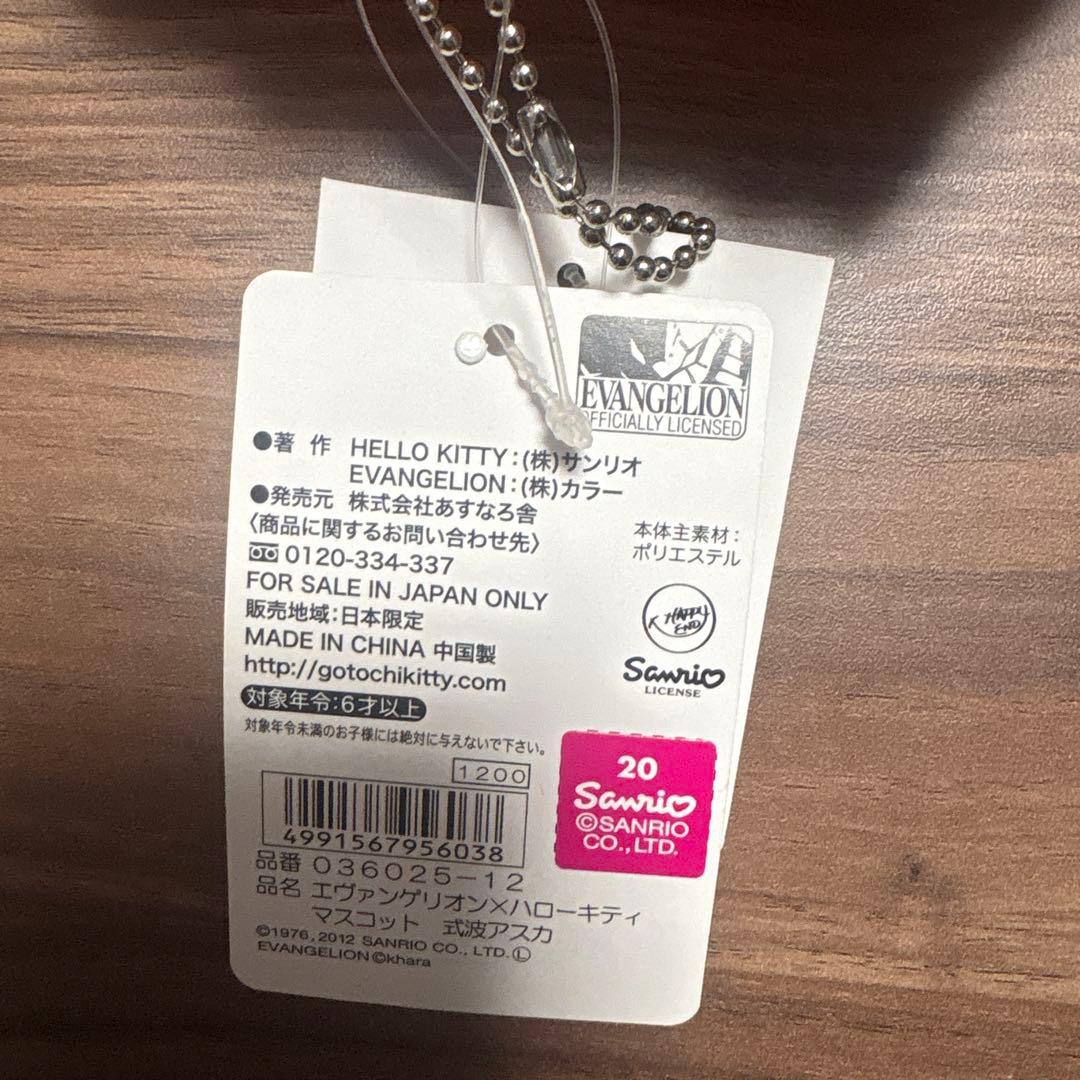 EVANGELION
OFFICIALLY LICENSED
●著 作 HELLO KITTY:(株)サンリオ
EVANGELION:(株)カラー
●発売元 株式会社あすなろ舎
〈商品に関するお問い合わせ先〉
0120-334-337
FOR SALE IN JAPAN ONLY
販売地域:日本限定
MADE IN CHINA 中国製
http://gotochikitty.com
対象年令:6才以上
対象年令未満のお子様には絶対に与えないで下さい。
本体主素材:
ポリエステル
HAPPY
END
Sanrio
LICENSE
1200
4991567956038
品番 036025-12
品名 エヴァンゲリオン×ハローキティ
マスコット 式波アスカ
©1976, 2012 SANRIO CO., LTD. Ⓛ
EVANGELION ©khara
20
Sanrio
©SANRIO
CO.,LTD.